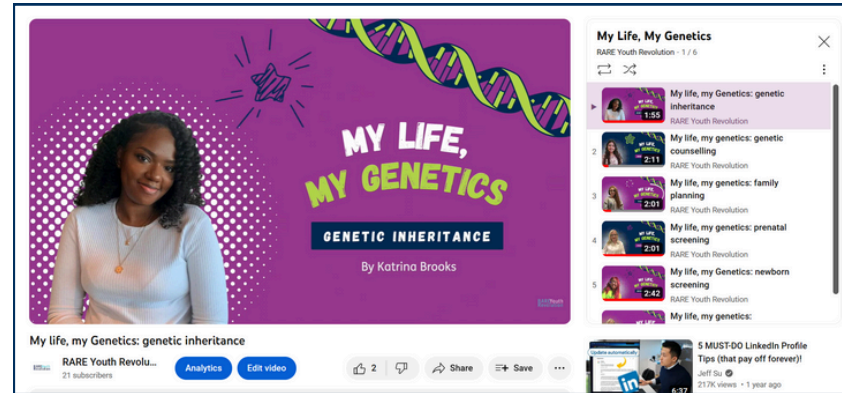 MY LIFE,
MY GENETICS
GENETIC INHERITANCE
By Katrina Brooks
My life, my Genetics: genetic inheritance
RARE Youth Revolu...
21 subscribers
Analytics
Edit video
2
Share
Save
My Life, My Genetics
RARE Youth Revolution - 1 / 6
1:55
My life, my Genetics: genetic
inheritance
RARE Youth Revolution
2
2:11
My life, my genetics: genetic
counselling
RARE Youth Revolution
3
2:01
My life, my genetics: family
planning
RARE Youth Revolution
4
2:01
My life, my genetics: prenatal
screening
RARE Youth Revolution
5
2:42
My life, my Genetics: newborn
screening
RARE Youth Revolution
My life, my genetics:
Update automatically
in
6:37
5 MUST-DO LinkedIn Profile
Tips (that pay off forever)!
Jeff Su
217K views • 1 year ago